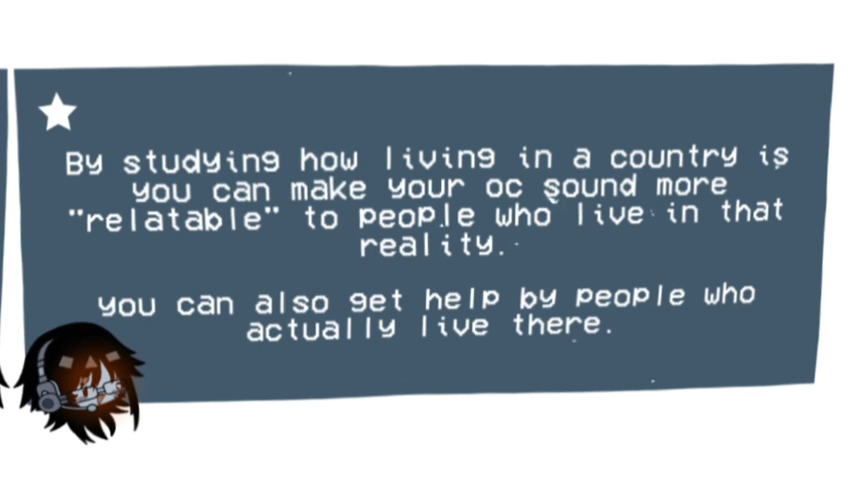 By studying how living in a country is
you can make your oc sound more
"relatable" to people who live in that
reality.
you can also get help by people who
actually live there.